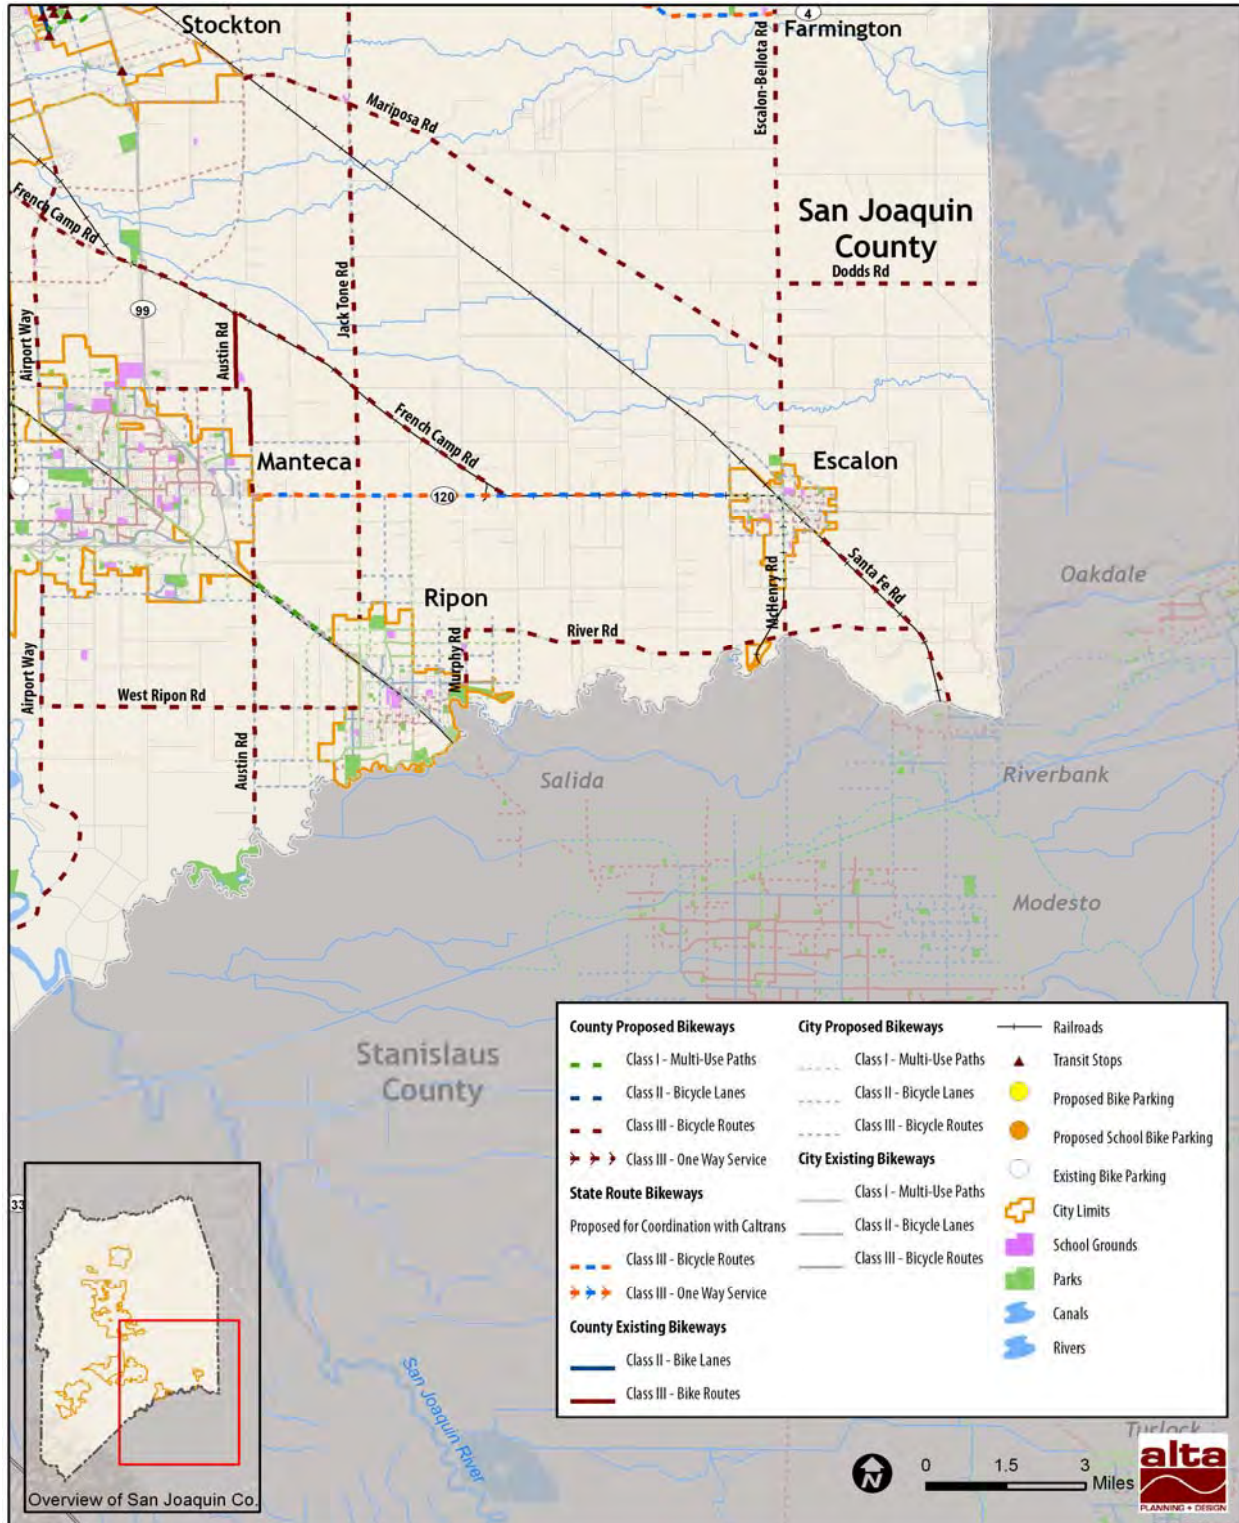 Stockton
4
Farmington
Escalon-Bellota Rd
Mariposa Rd
San Joaquin
County
French Camp Rd
Dodds Rd
Jack Tone Rd
99
Airport Way
Austin Rd
French Camp Rd
Manteca
Escalon
120
Santa Fe Rd
McHenry Rd
Oakdale
Ripon
Murphy Rd
River Rd
Airport Way
West Ripon Rd
Austin Rd
Salida
Riverbank
Modesto
Stanislaus
County
County Proposed Bikeways
Class I - Multi-Use Paths
Class II - Bicycle Lanes
Class III - Bicycle Routes
Class III - One Way Service
State Route Bikeways
Proposed for Coordination with Caltrans
Class III - Bicycle Routes
Class III - One Way Service
County Existing Bikeways
Class II - Bike Lanes
Class III - Bike Routes
City Proposed Bikeways
Class I - Multi-Use Paths
Class II - Bicycle Lanes
Class III - Bicycle Routes
City Existing Bikeways
Class I - Multi-Use Paths
Class II - Bicycle Lanes
Class III - Bicycle Routes
Railroads
Transit Stops
Proposed Bike Parking
Proposed School Bike Parking
Existing Bike Parking
City Limits
School Grounds
Parks
Canals
Rivers
33
Overview of San Joaquin Co.
San Joaquin River
Turlock
N
0 1.5 3
Miles
alta
PLANNING + DESIGN